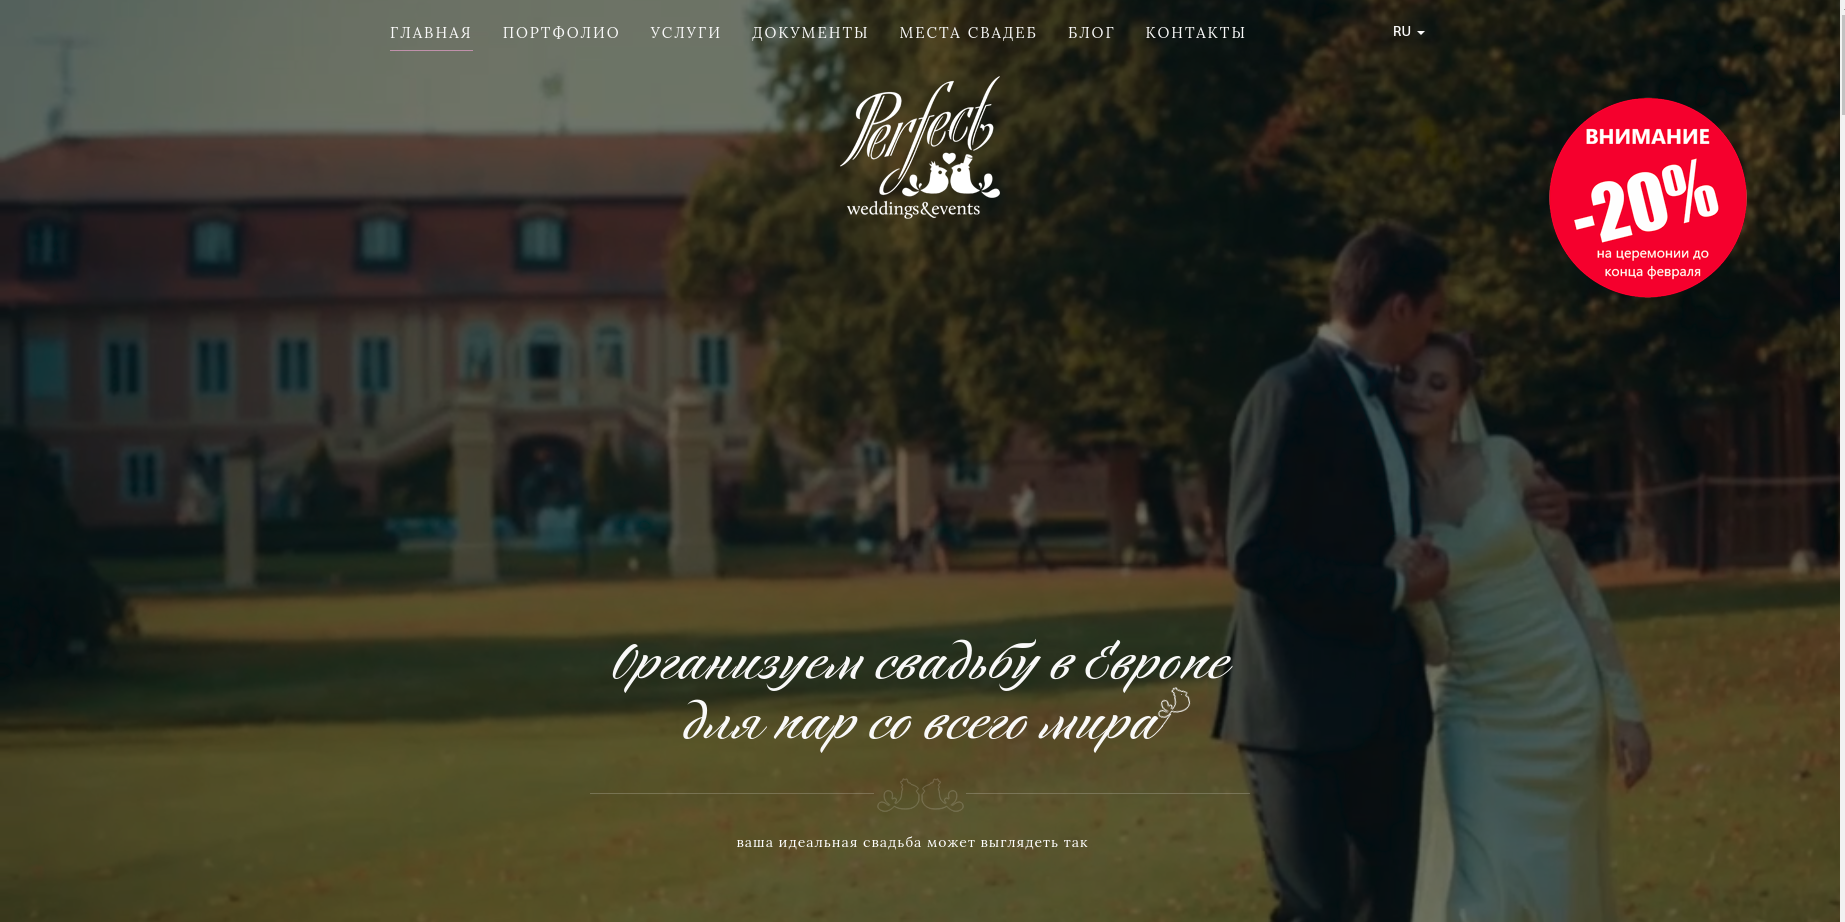 ГЛАВНАЯ ПОРТФОЛИО УСЛУГИ ДОКУМЕНТЫ МЕСТА СВАДЕБ БЛОГ КОНТАКТЫ RU
Perfect
weddings&events
ВНИМАНИЕ
-20%
на церемонии до
конца февраля
Организуем свадьбу в Европе
для пар со всего мира
ваша идеальная свадьба может выглядеть так